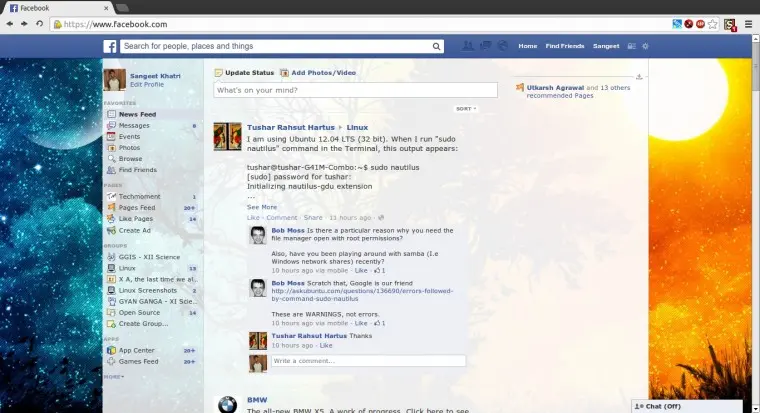 Facebook
https://www.facebook.com
Search for people, places and things
Home Find Friends Sangeet
Sangeet Khatri
Edit Profile
FAVORITES
News Feed
Messages 6
Events
Photos
Browse
Find Friends
PAGES
Techmoment 1
Pages Feed 20+
Like Pages 14
Create Ad
GROUPS
GGIS - XII Science
Linux 13
X A, the last time we al...
Linux Screenshots 2
GYAN GANGA - XI Scie...
Open Source 14
Create Group...
APPS
App Center 20+
Games Feed 20+
MORE
Update Status Add Photos/Video
What's on your mind?
SORT
Tushar Rahsut Hartus Linux
I am using Ubuntu 12.04 LTS (32 bit). When I run "sudo
nautilus" command in the Terminal, this output appears:
tushar@tushar-G41M-Combo:~$ sudo nautilus
[sudo] password for tushar:
Initializing nautilus-gdu extension
...
See More
Like · Comment · Share · 13 hours ago ·
Bob Moss Is there a particular reason why you need the
file manager open with root permissions?
Also, have you been playing around with samba (I.e
Windows network shares) recently?
10 hours ago via mobile · Like · 1
Bob Moss Scratch that, Google is our friend
http://askubuntu.com/questions/136690/errors-followed-
by-command-sudo-nautilus
These are WARNINGS, not errors.
10 hours ago via mobile · Like · 1
Tushar Rahsut Hartus Thanks
10 hours ago · Like
Write a comment...
BMW
The all-new BMW X5. A work of progress. Click here to see
Utkarsh Agrawal and 13 others
recommended Pages
Chat (Off)